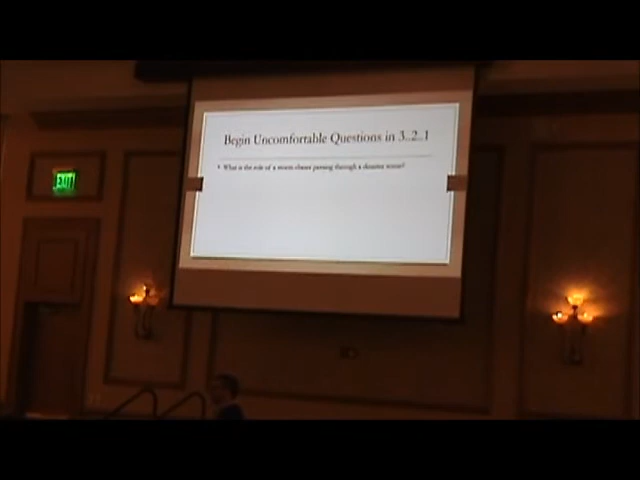 EXIT
Begin Uncomfortable Questions in 3..2..1
• What is the role of a storm chaser passing through a disaster scene?